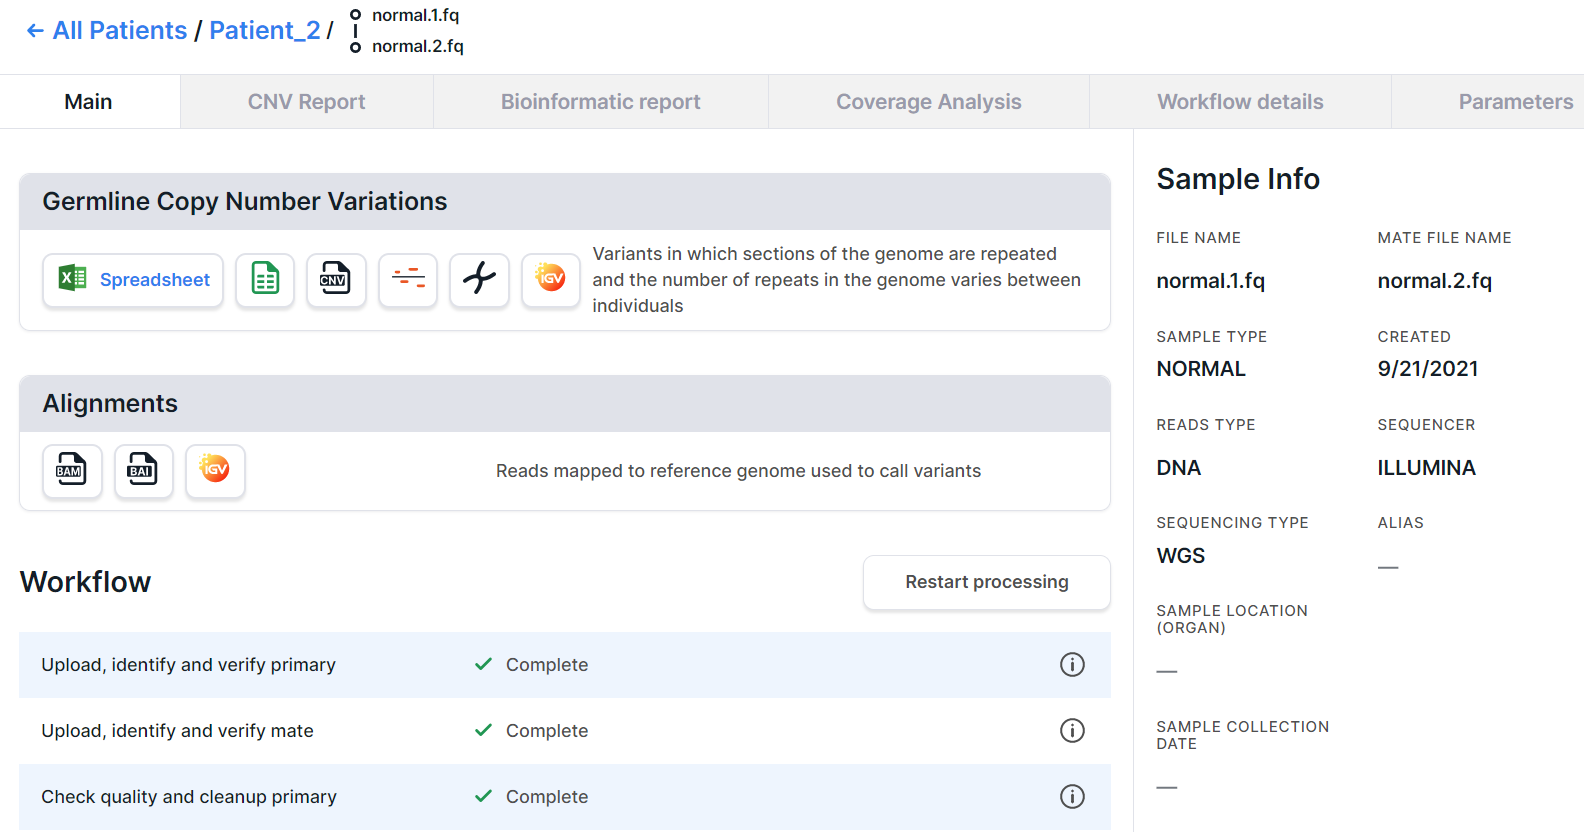 ← All Patients / Patient_2 /
normal.1.fq
normal.2.fq
Main
CNV Report
Bioinformatic report
Coverage Analysis
Workflow details
Parameters
Germline Copy Number Variations
X
Spreadsheet
CNV
IGV
Variants in which sections of the genome are repeated
and the number of repeats in the genome varies between
individuals
Alignments
BAM
BAI
IGV
Reads mapped to reference genome used to call variants
Workflow
Restart processing
Upload, identify and verify primary
Complete
Upload, identify and verify mate
Complete
Check quality and cleanup primary
Complete
Sample Info
FILE NAME
MATE FILE NAME
normal.1.fq
normal.2.fq
SAMPLE TYPE
CREATED
NORMAL
9/21/2021
READS TYPE
SEQUENCER
DNA
ILLUMINA
SEQUENCING TYPE
ALIAS
WGS
—
SAMPLE LOCATION
(ORGAN)
—
SAMPLE COLLECTION
DATE
—